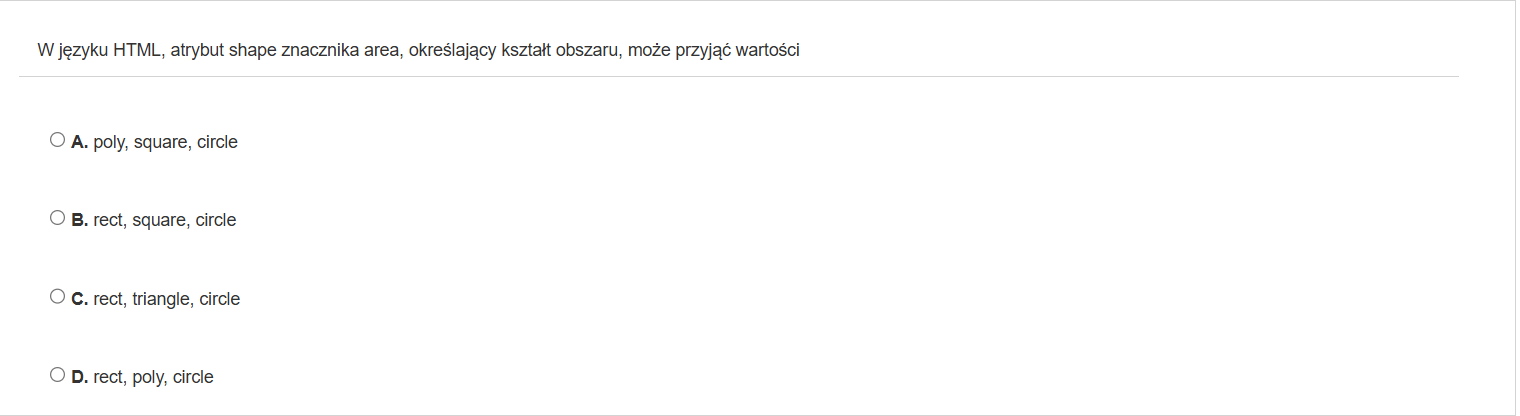 W języku HTML, atrybut shape znacznika area, określający kształt obszaru, może przyjąć wartości
A. poly, square, circle
B. rect, square, circle
C. rect, triangle, circle
D. rect, poly, circle